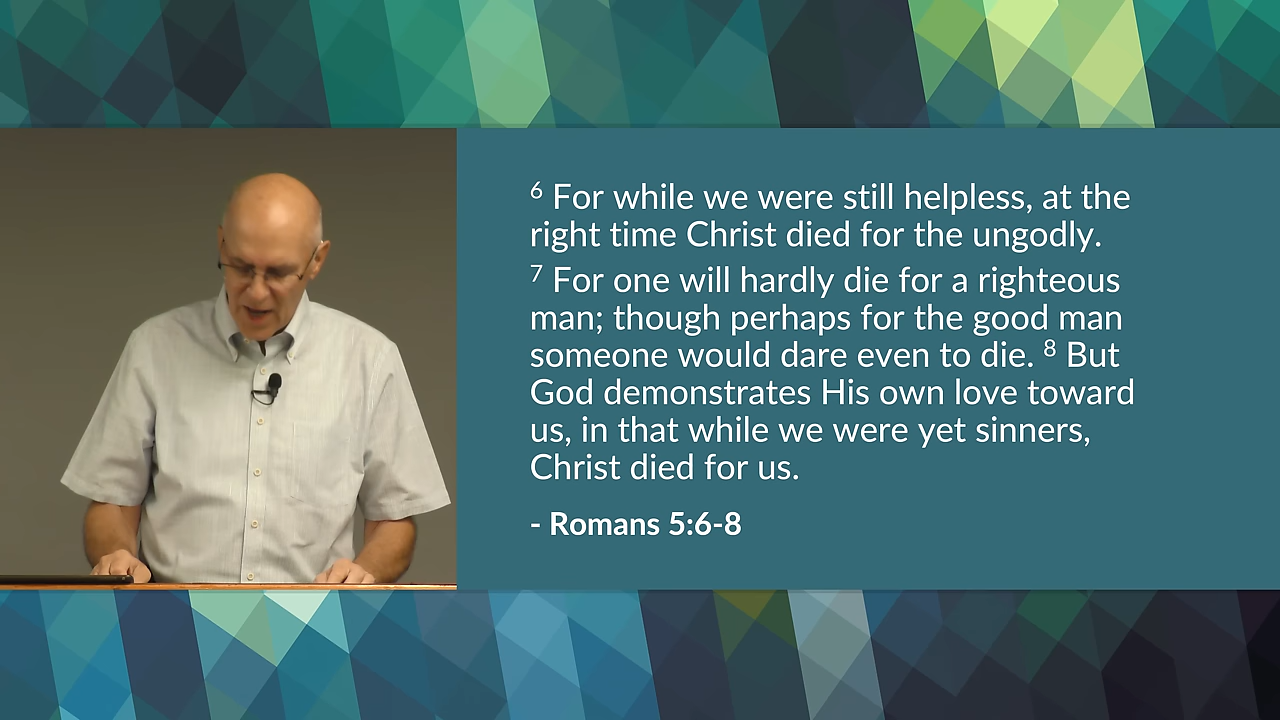 6 For while we were still helpless, at the
right time Christ died for the ungodly.
7 For one will hardly die for a righteous
man; though perhaps for the good man
someone would dare even to die. 8 But
God demonstrates His own love toward
us, in that while we were yet sinners,
Christ died for us.
- Romans 5:6-8